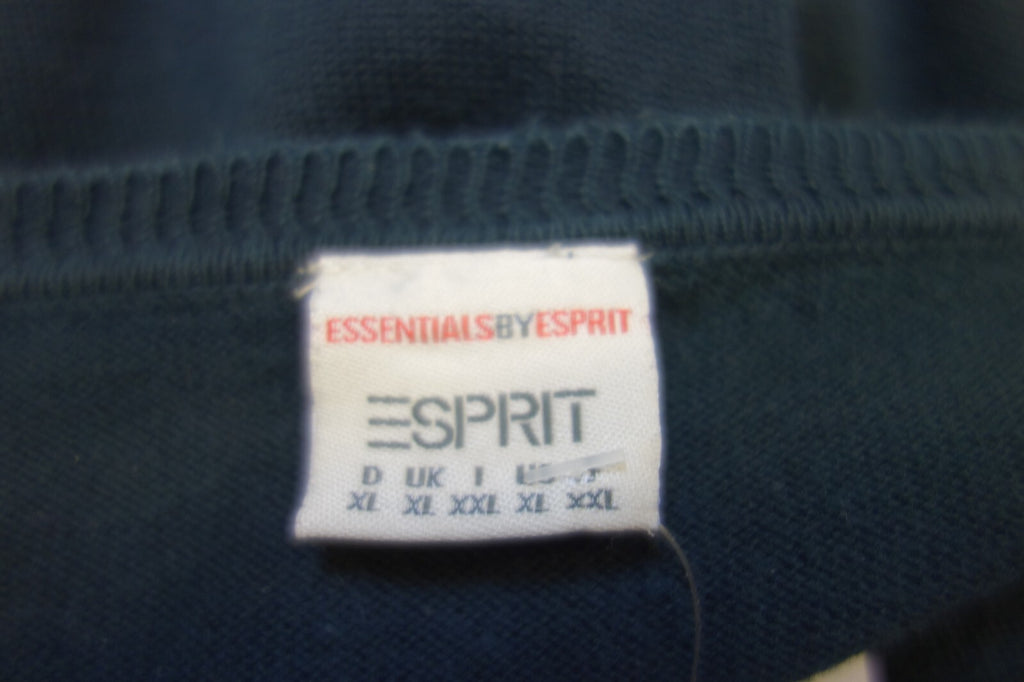 ESSENTIALSBYESPRIT
ESPRIT
D UK I
XL XL XXL XL XXL